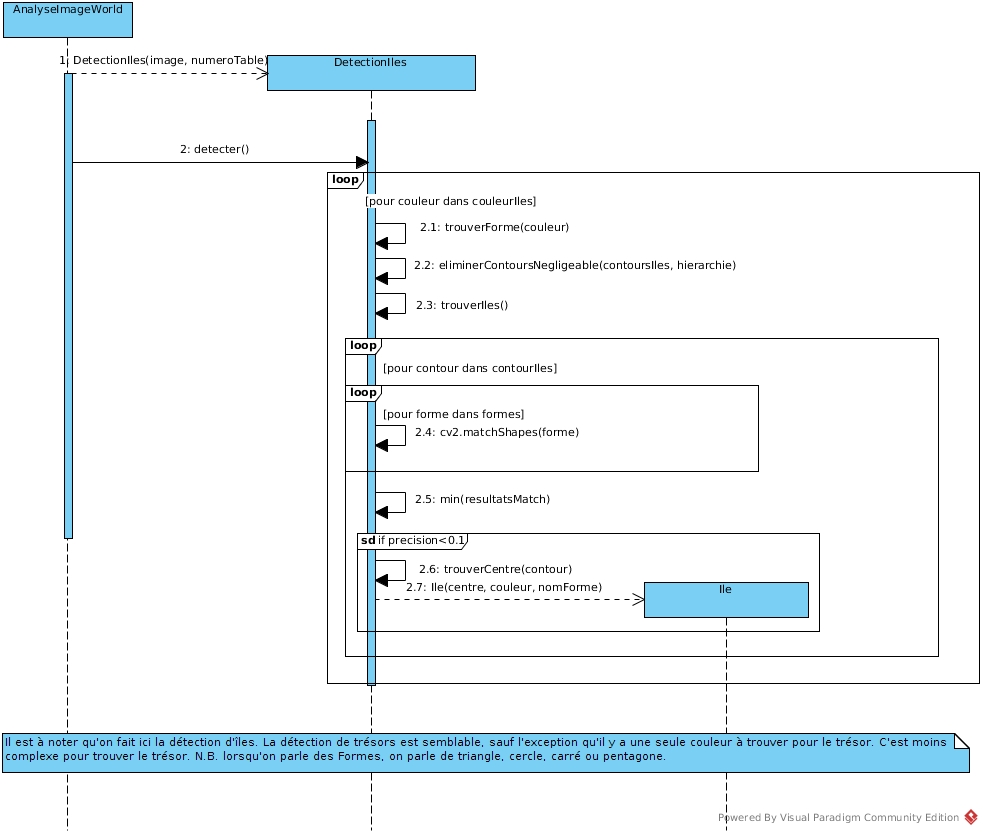 AnalyseImageWorld
1: DetectionIles(image, numeroTable)
DetectionIles
2: detecter()
loop
[pour couleur dans couleurIles]
2.1: trouverForme(couleur)
2.2: eliminerContoursNegligeable(contoursIles, hierarchie)
2.3: trouverIles()
loop
[pour contour dans contourIles]
loop
[pour forme dans formes]
2.4: cv2.matchShapes(forme)
2.5: min(resultatsMatch)
sd if precision<0.1
2.6: trouverCentre(contour)
2.7: Ile(centre, couleur, nomForme)
Ile
Il est à noter qu'on fait ici la détection d'îles. La détection de trésors est semblable, sauf l'exception qu'il y a une seule couleur à trouver pour le trésor. C'est moins
complexe pour trouver le trésor. N.B. lorsqu'on parle des Formes, on parle de triangle, cercle, carré ou pentagone.
Powered By Visual Paradigm Community Edition